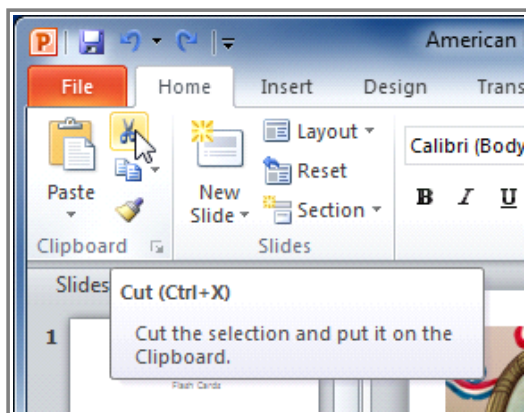 American
File Home Insert Design Trans
Paste
New
Slide
Layout
Reset
Section
Calibri (Body
B I U
Clipboard
Slides
Slides
Cut (Ctrl+X)
Cut the selection and put it on the
Clipboard.
1
Flash Cards